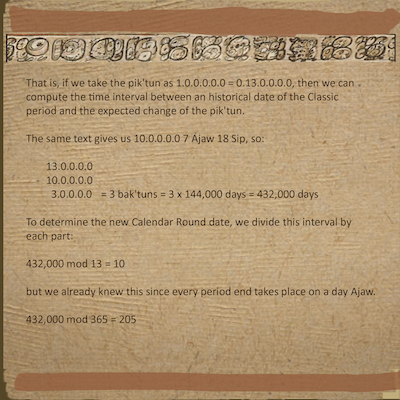 That is, if we take the pik'tun as 1.0.0.0.0.0 = 0.13.0.0.0.0, then we can
compute the time interval between an historical date of the Classic
period and the expected change of the pik'tun.
The same text gives us 10.0.0.0.0 7 Ajaw 18 Sip, so:
13.0.0.0.0
- 10.0.0.0.0
3.0.0.0.0 = 3 bak'tuns = 3 x 144,000 days = 432,000 days
To determine the new Calendar Round date, we divide this interval by
each part:
432,000 mod 13 = 10
but we already knew this since every period end takes place on a day Ajaw.
432,000 mod 365 = 205